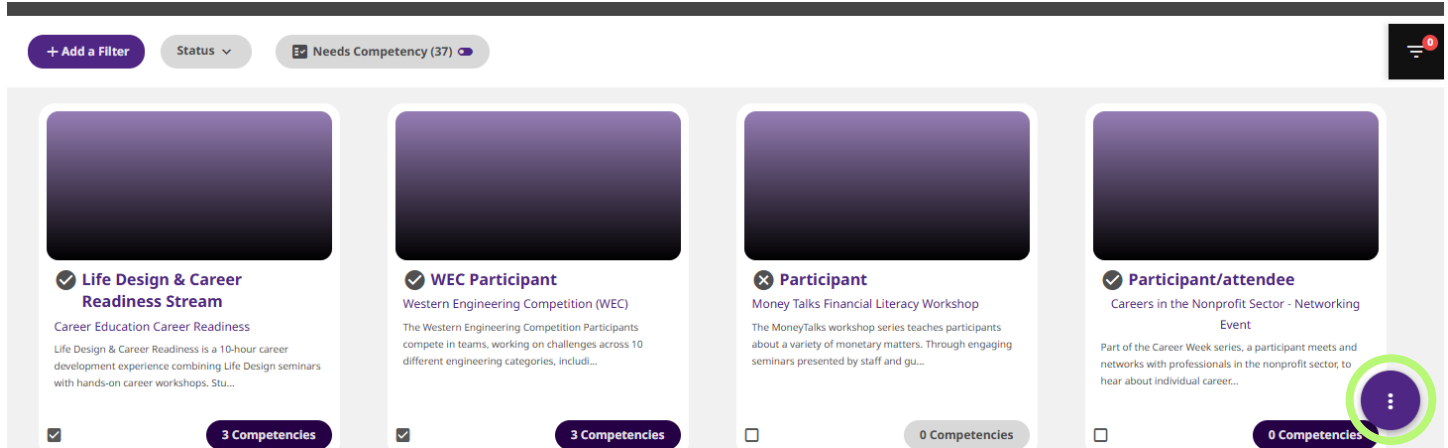 + Add a Filter
Status
Needs Competency (37)
0
Life Design & Career
Readiness Stream
Career Education Career Readiness
Life Design & Career Readiness is a 10-hour career
development experience combining Life Design seminars
with hands-on career workshops. Stu...
3 Competencies
WEC Participant
Western Engineering Competition (WEC)
The Western Engineering Competition Participants
compete in teams, working on challenges across 10
different engineering categories, includi...
3 Competencies
Participant
Money Talks Financial Literacy Workshop
The MoneyTalks workshop series teaches participants
about a variety of monetary matters. Through engaging
seminars presented by staff and gu...
0 Competencies
Participant/attendee
Careers in the Nonprofit Sector - Networking
Event
Part of the Career Week series, a participant meets and
networks with professionals in the nonprofit sector, to
hear about individual career...
0 Competencies